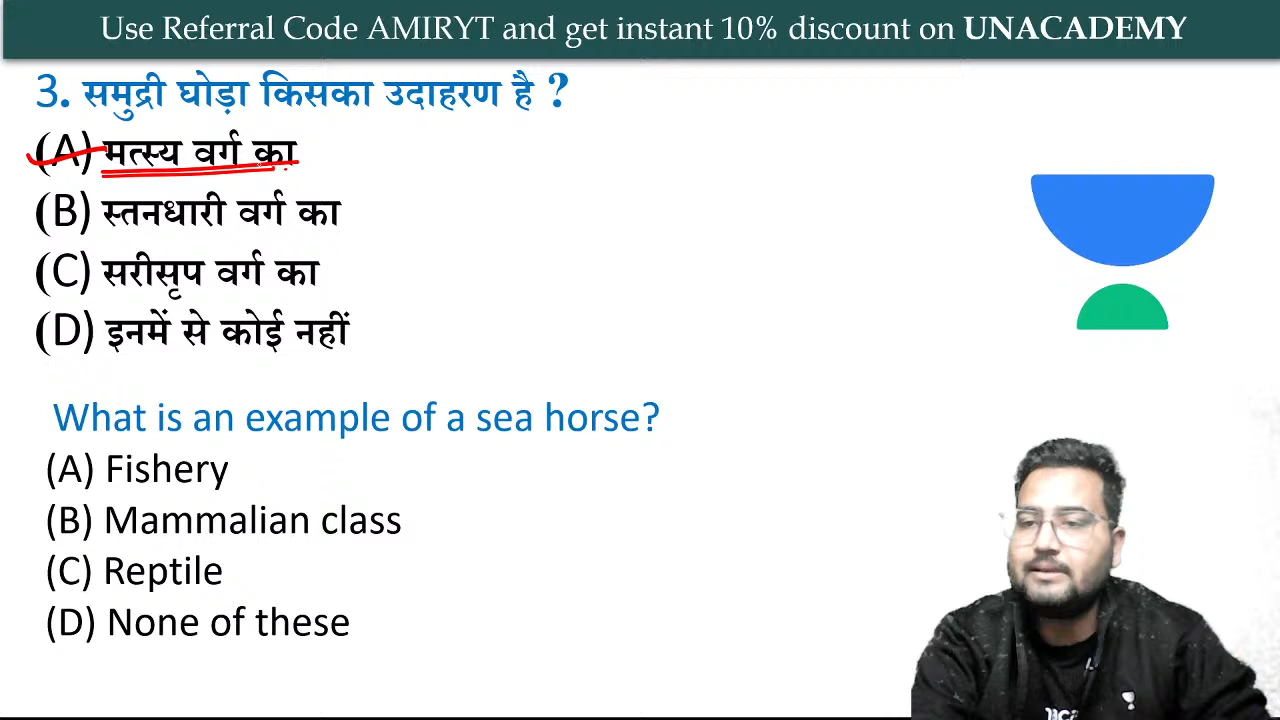 Use Referral Code AMIRYT and get instant 10% discount on UNACADEMY
3. समुद्री घोड़ा किसका उदाहरण है ?
(A) मत्स्य वर्ग का
(B) स्तनधारी वर्ग का
(C) सरीसृप वर्ग का
(D) इनमें से कोई नहीं
What is an example of a sea horse?
(A) Fishery
(B) Mammalian class
(C) Reptile
(D) None of these